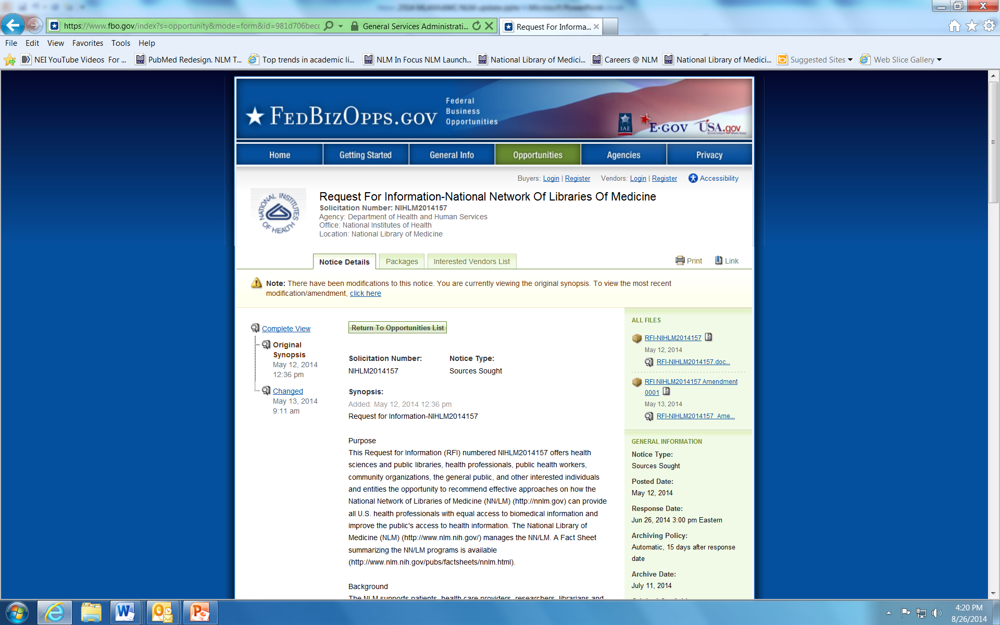 https://www.fbo.gov/index?s=opportunity&mode=form&id=981d706becc
General Services Administrati...
Request For Informa...
File Edit View Favorites Tools Help
NEI YouTube Videos For ...
PubMed Redesign. NLM T...
Top trends in academic li...
NLM In Focus NLM Launch...
National Library of Medici...
Careers @ NLM
National Library of Medici...
Suggested Sites
Web Slice Gallery
FEDBIZOPPS.GOV
Federal
Business
Opportunities
IAE
E-GOV
USA.gov
Home
Getting Started
General Info
Opportunities
Agencies
Privacy
Buyers: Login | Register Vendors: Login | Register Accessibility
NATIONAL INSTITUTES OF HEALTH
Request For Information-National Network Of Libraries Of Medicine
Solicitation Number: NIHLM2014157
Agency: Department of Health and Human Services
Office: National Institutes of Health
Location: National Library of Medicine
Notice Details
Packages
Interested Vendors List
Print
Link
Note: There have been modifications to this notice. You are currently viewing the original synopsis. To view the most recent
modification/amendment, click here
Complete View
Original
Synopsis
May 12, 2014
12:36 pm
Changed
May 13, 2014
9:11 am
Return To Opportunities List
Solicitation Number:
NIHLM2014157
Notice Type:
Sources Sought
Synopsis:
Added: May 12, 2014 12:36 pm
Request for Information-NIHLM2014157
Purpose
This Request for Information (RFI) numbered NIHLM2014157 offers health
sciences and public libraries, health professionals, public health workers,
community organizations, the general public, and other interested individuals
and entities the opportunity to recommend effective approaches on how the
National Network of Libraries of Medicine (NN/LM) (http://nnlm.gov) can provide
all U.S. health professionals with equal access to biomedical information and
improve the public's access to health information. The National Library of
Medicine (NLM) (http://www.nlm.nih.gov/) manages the NN/LM. A Fact Sheet
summarizing the NN/LM programs is available
(http://www.nlm.nih.gov/pubs/factsheets/nnlm.html).
Background
The NLM supports patients, health care providers, researchers, librarians and
ALL FILES
RFI-NIHLM2014157
May 12, 2014
RFI-NIHLM2014157.doc...
RFI NIHLM2014157 Amendment
0001
May 13, 2014
RFI-NIHLM2014157_Ame...
GENERAL INFORMATION
Notice Type:
Sources Sought
Posted Date:
May 12, 2014
Response Date:
Jun 26, 2014 3:00 pm Eastern
Archiving Policy:
Automatic, 15 days after response
date
Archive Date:
July 11, 2014
4:20 PM
8/26/2014